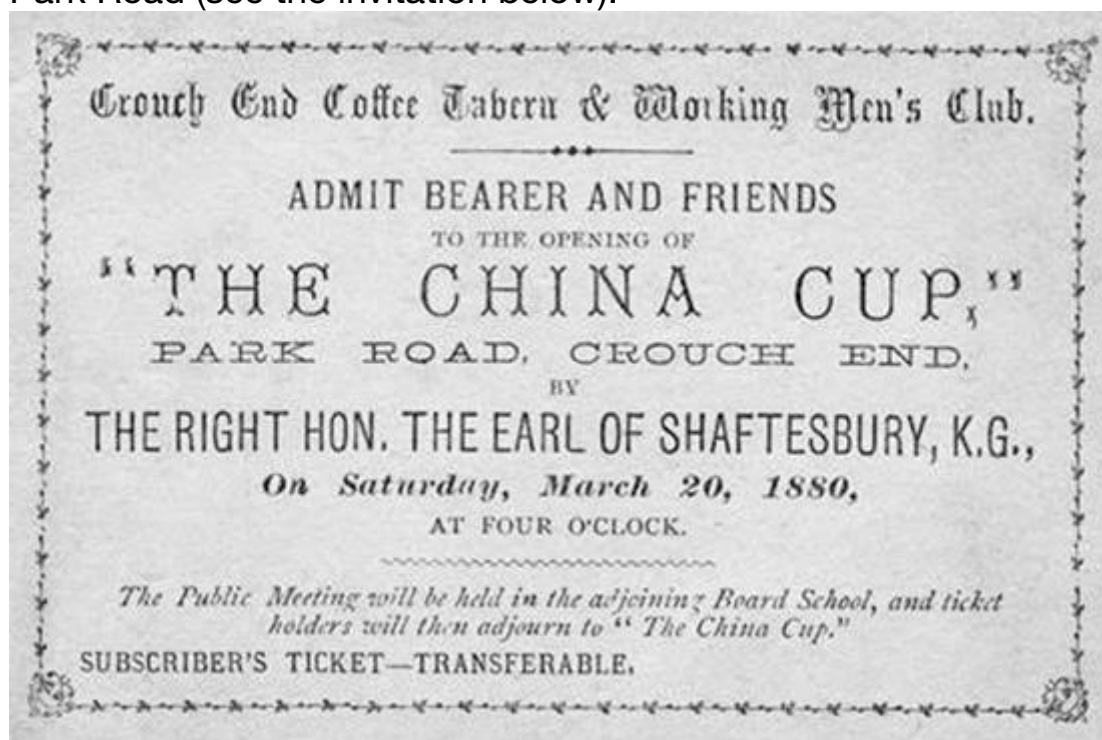 Park Road (see the invitation below).
Crouch End Coffee Tavern & Working Men's Club.
ADMIT BEARER AND FRIENDS
TO THE OPENING OF
"THE CHINA CUP,"
PARK ROAD, CROUCH END,
BY
THE RIGHT HON. THE EARL OF SHAFTESBURY, K.G.,
On Saturday, March 20, 1880,
AT FOUR O'CLOCK.
The Public Meeting will be held in the adjoining Board School, and ticket
holders will then adjourn to "The China Cup."
SUBSCRIBER'S TICKET—TRANSFERABLE.